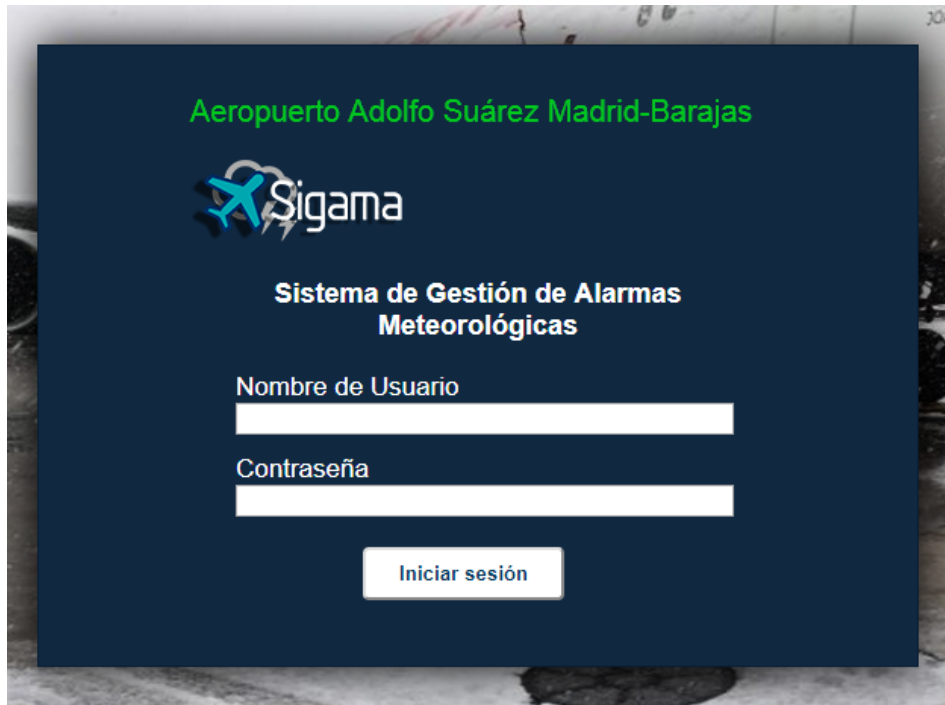 Aeropuerto Adolfo Suárez Madrid-Barajas
Sigama
Sistema de Gestión de Alarmas
Meteorológicas
Nombre de Usuario
Contraseña
Iniciar sesión